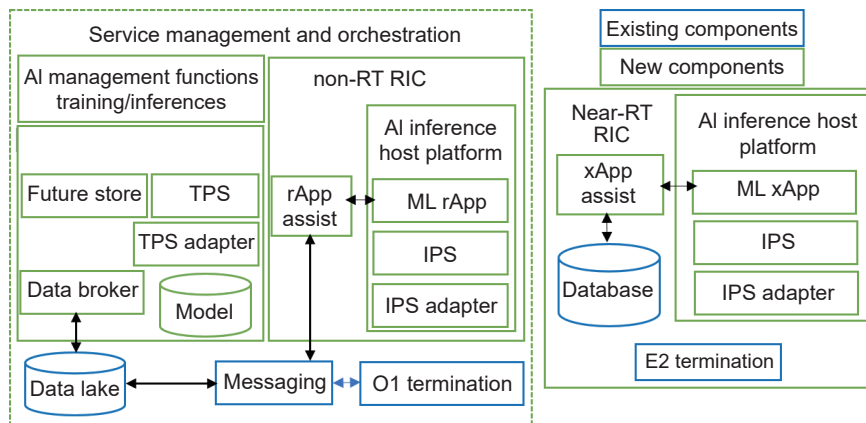 Service management and orchestration
AI management functions
training/inferences
Future store
TPS
TPS adapter
Data broker
Model
Data lake
non-RT RIC
AI inference
host platform
rApp
assist
ML rApp
IPS
IPS adapter
Messaging
O1 termination
Existing components
New components
Near-RT
RIC
xApp
assist
Database
AI inference host
platform
ML xApp
IPS
IPS adapter
E2 termination